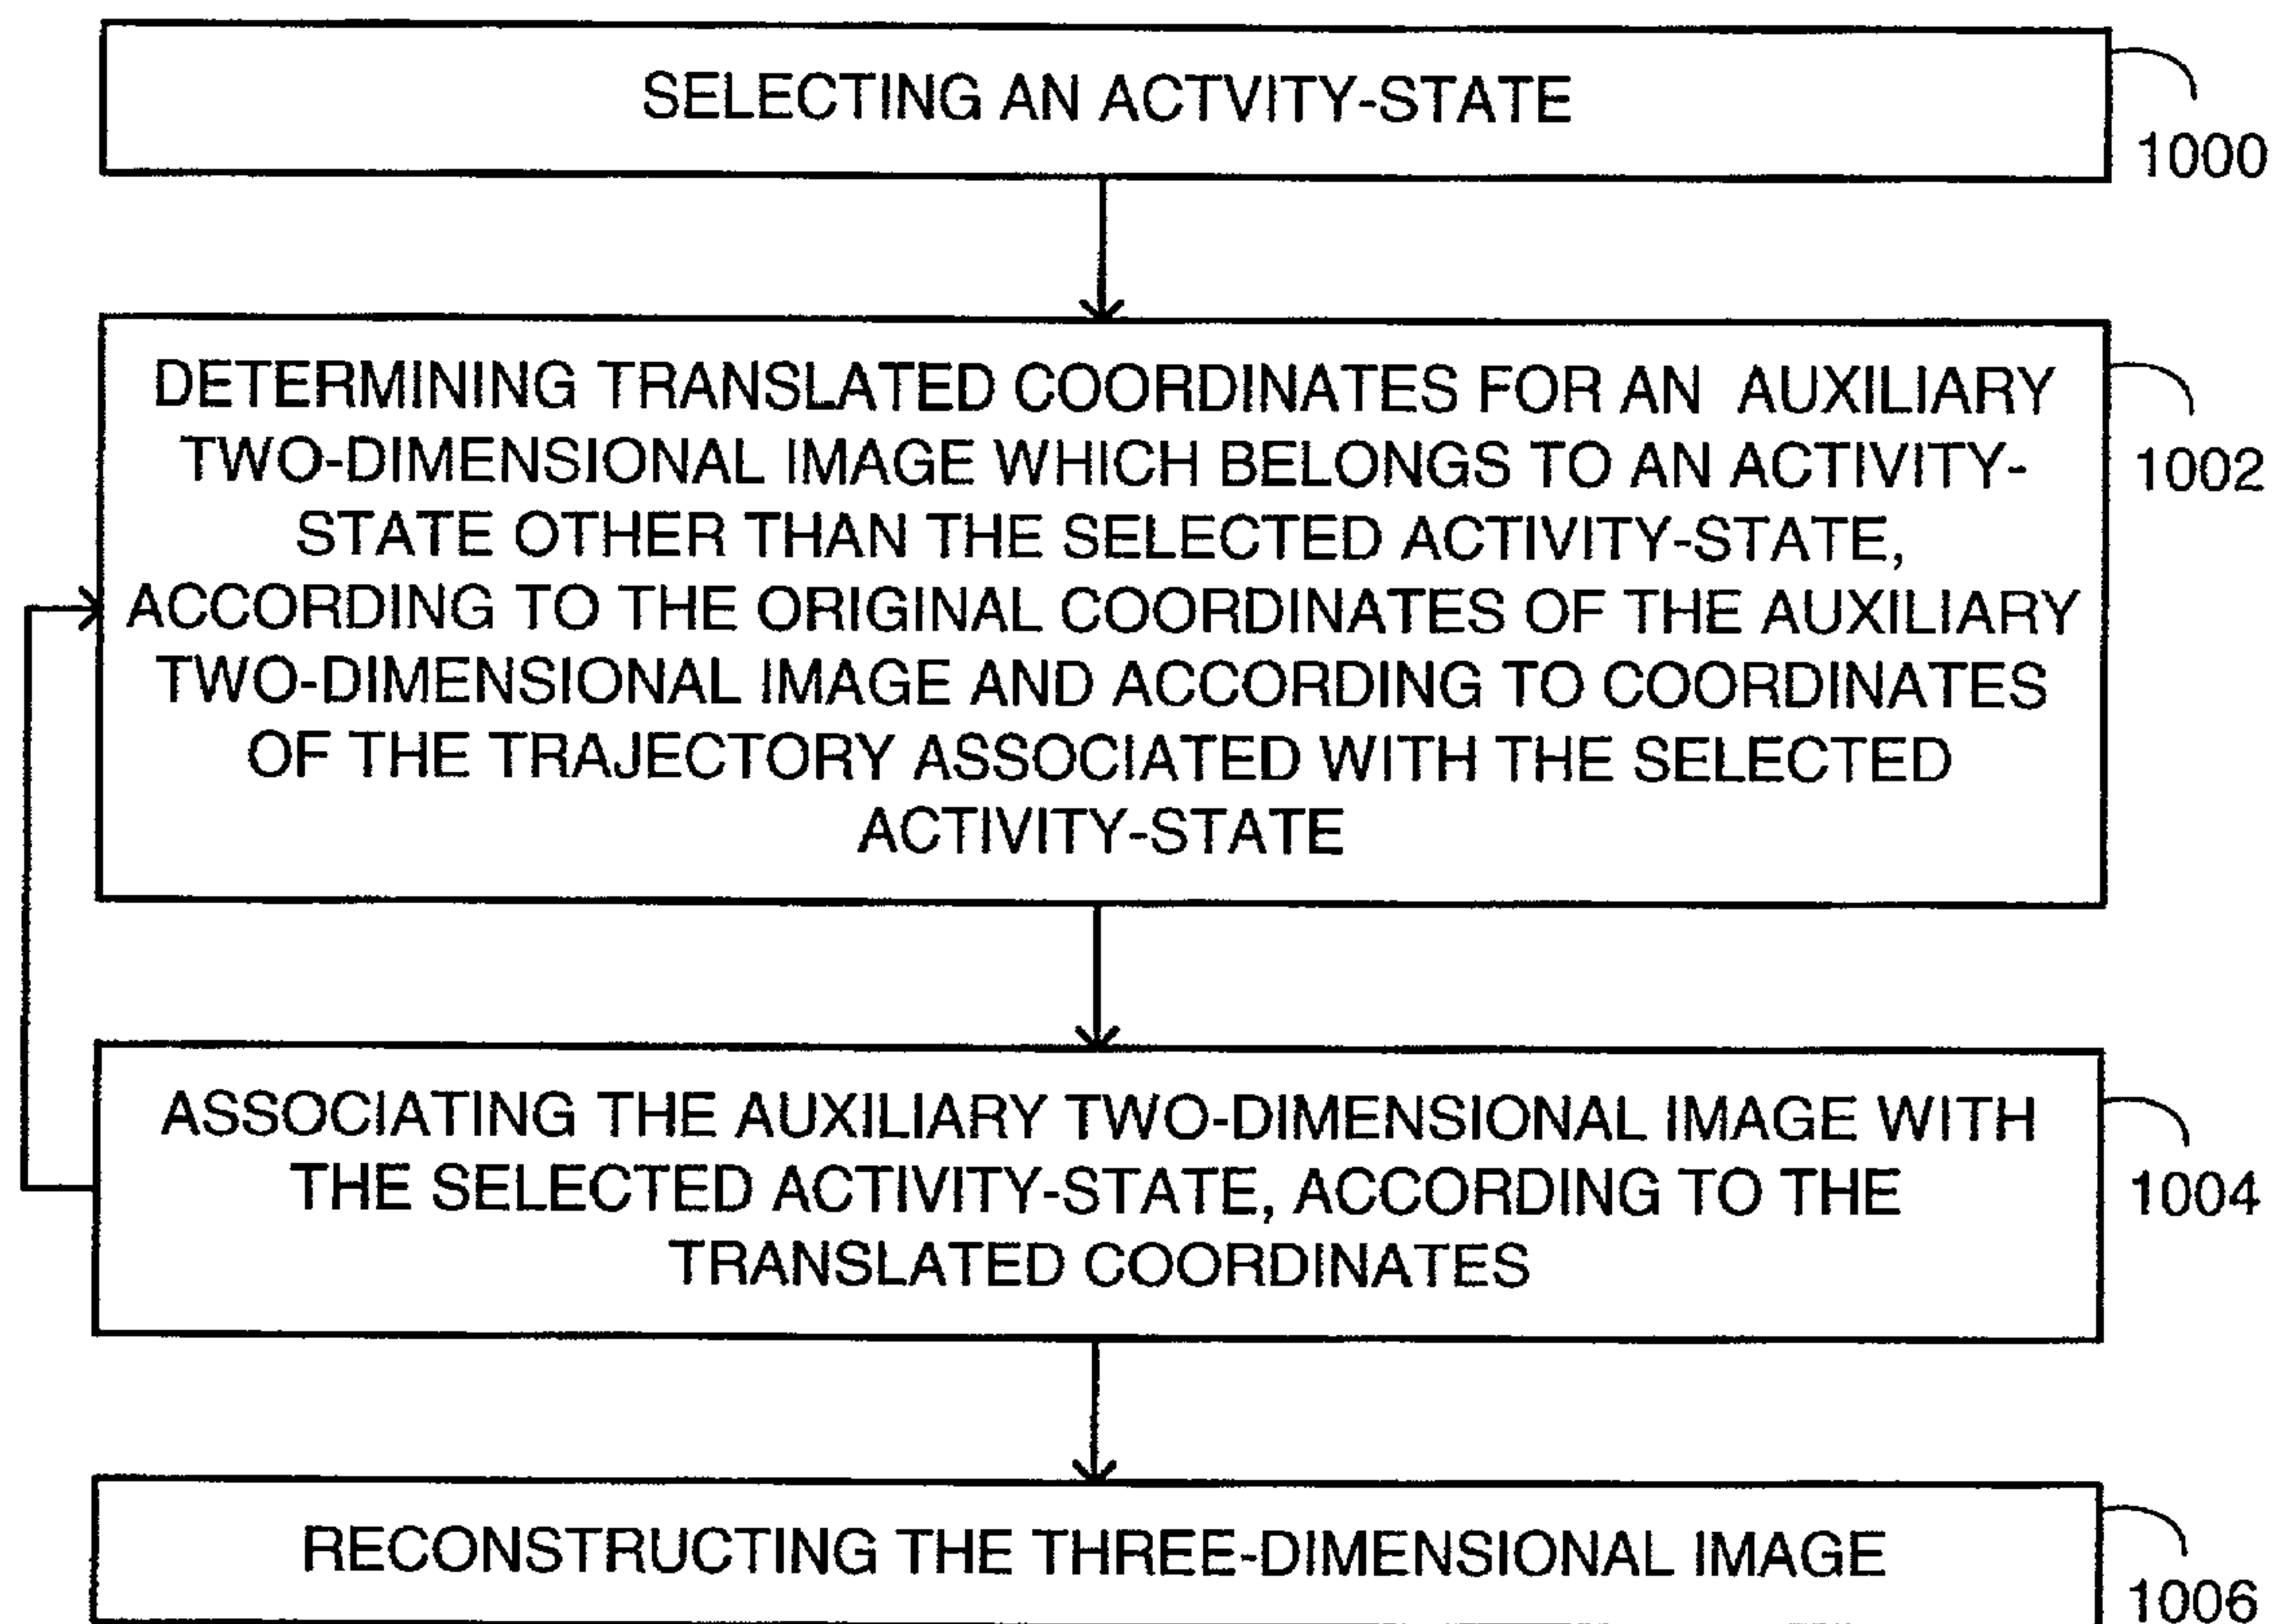 SELECTING AN ACTVITY-STATE
1000
DETERMINING TRANSLATED COORDINATES FOR AN AUXILIARY
TWO-DIMENSIONAL IMAGE WHICH BELONGS TO AN ACTIVITY-
STATE OTHER THAN THE SELECTED ACTIVITY-STATE,
ACCORDING TO THE ORIGINAL COORDINATES OF THE AUXILIARY
TWO-DIMENSIONAL IMAGE AND ACCORDING TO COORDINATES
OF THE TRAJECTORY ASSOCIATED WITH THE SELECTED
ACTIVITY-STATE
1002
ASSOCIATING THE AUXILIARY TWO-DIMENSIONAL IMAGE WITH
THE SELECTED ACTIVITY-STATE, ACCORDING TO THE
TRANSLATED COORDINATES
1004
RECONSTRUCTING THE THREE-DIMENSIONAL IMAGE
1006